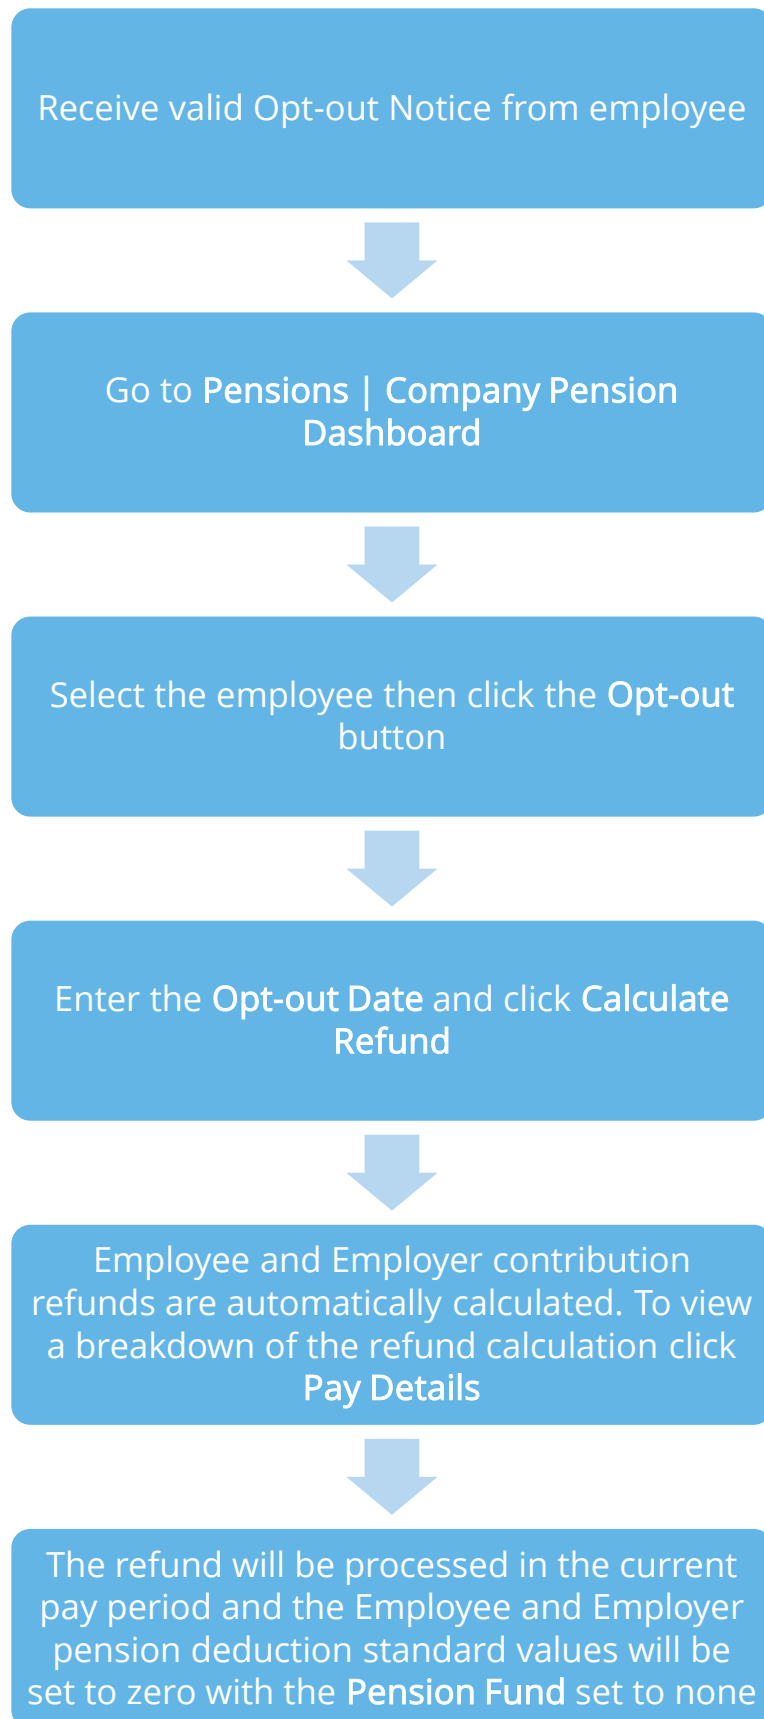 Receive valid Opt-out Notice from employee
Go to Pensions | Company Pension
Dashboard
Select the employee then click the Opt-out
button
Enter the Opt-out Date and click Calculate
Refund
Employee and Employer contribution
refunds are automatically calculated. To view
a breakdown of the refund calculation click
Pay Details
The refund will be processed in the current
pay period and the Employee and Employer
pension deduction standard values will be
set to zero with the Pension Fund set to none